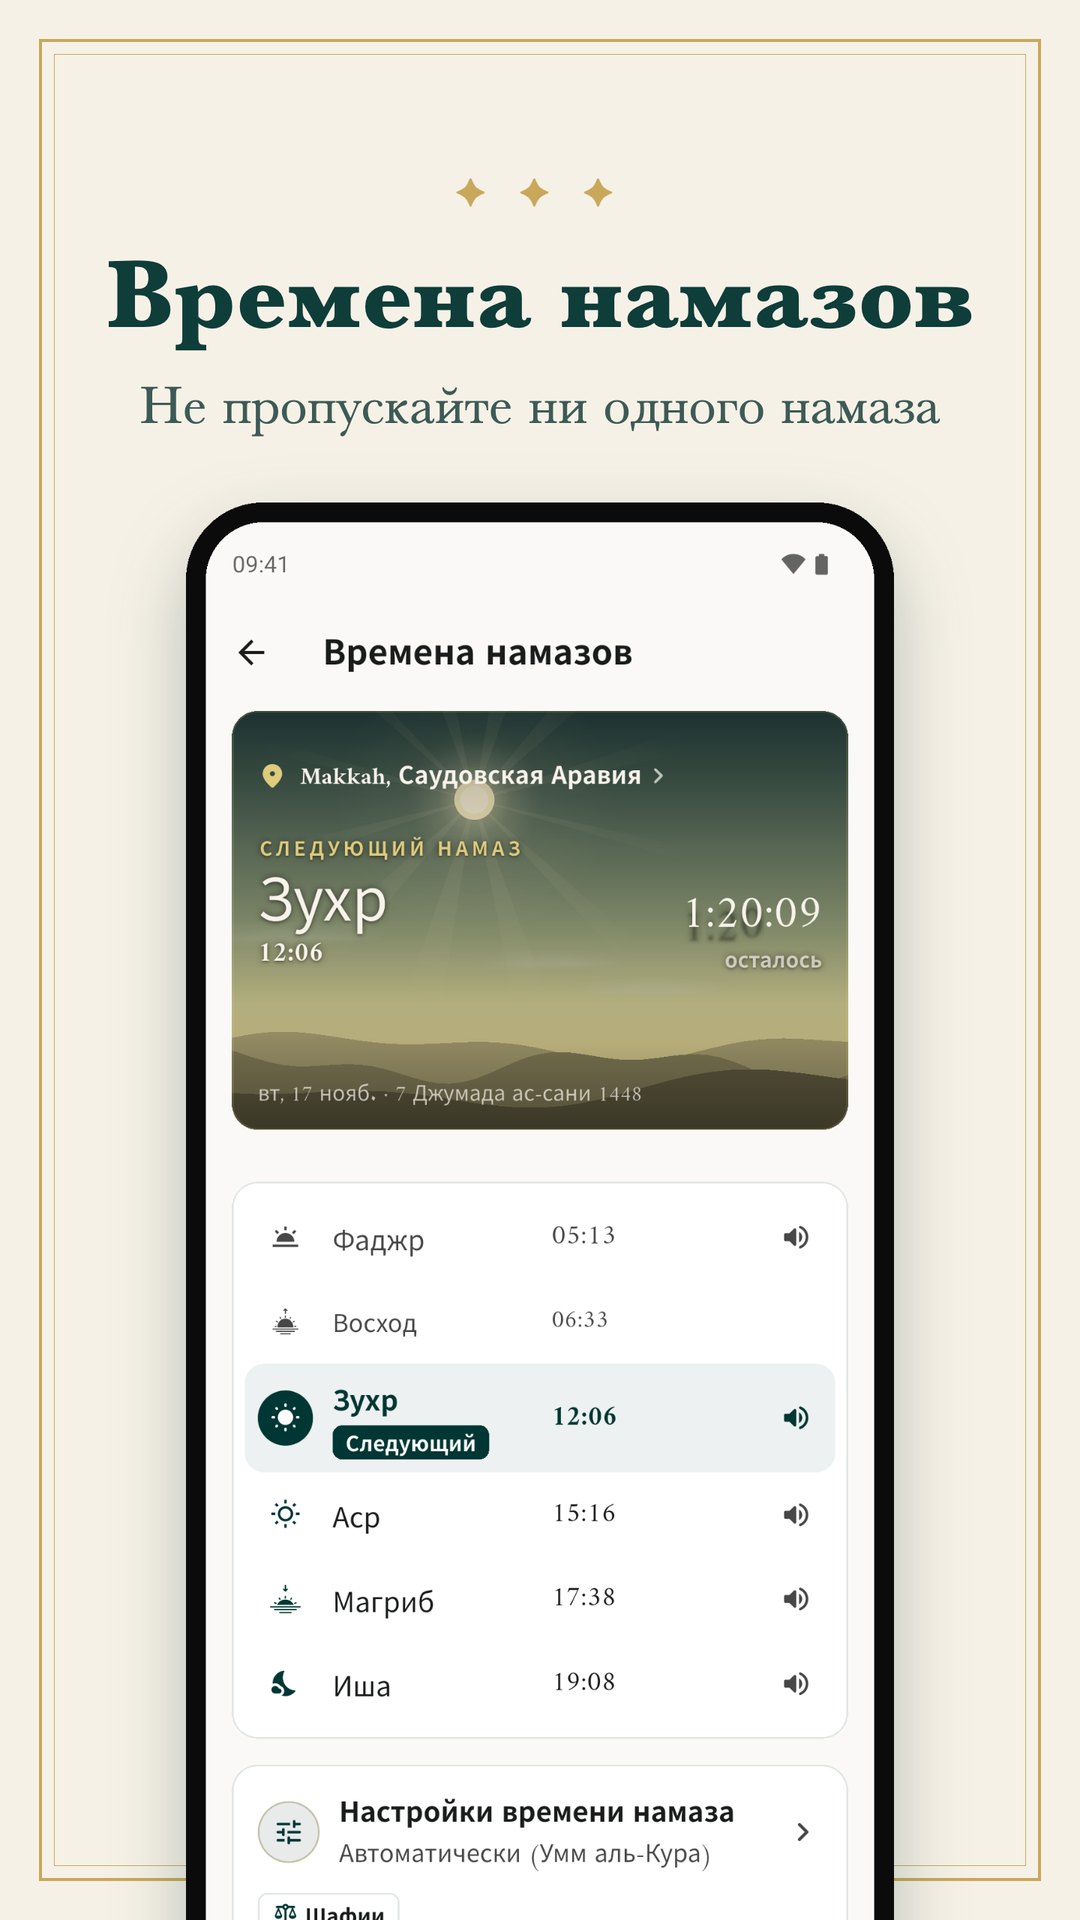 Времена намазов
Не пропускайте ни одного намаза
09:41
Времена намазов
Makkah, Саудовская Аравия
СЛЕДУЮЩИЙ НАМАЗ
Зухр
12:06
1:20:09
осталось
вт, 17 нояб. · 7 Джумада ас-сани 1448
Фаджр 05:13
Восход 06:33
Зухр 12:06
Следующий
Аср 15:16
Магриб 17:38
Иша 19:08
Настройки времени намаза
Автоматически (Умм аль-Кура)
Шафии